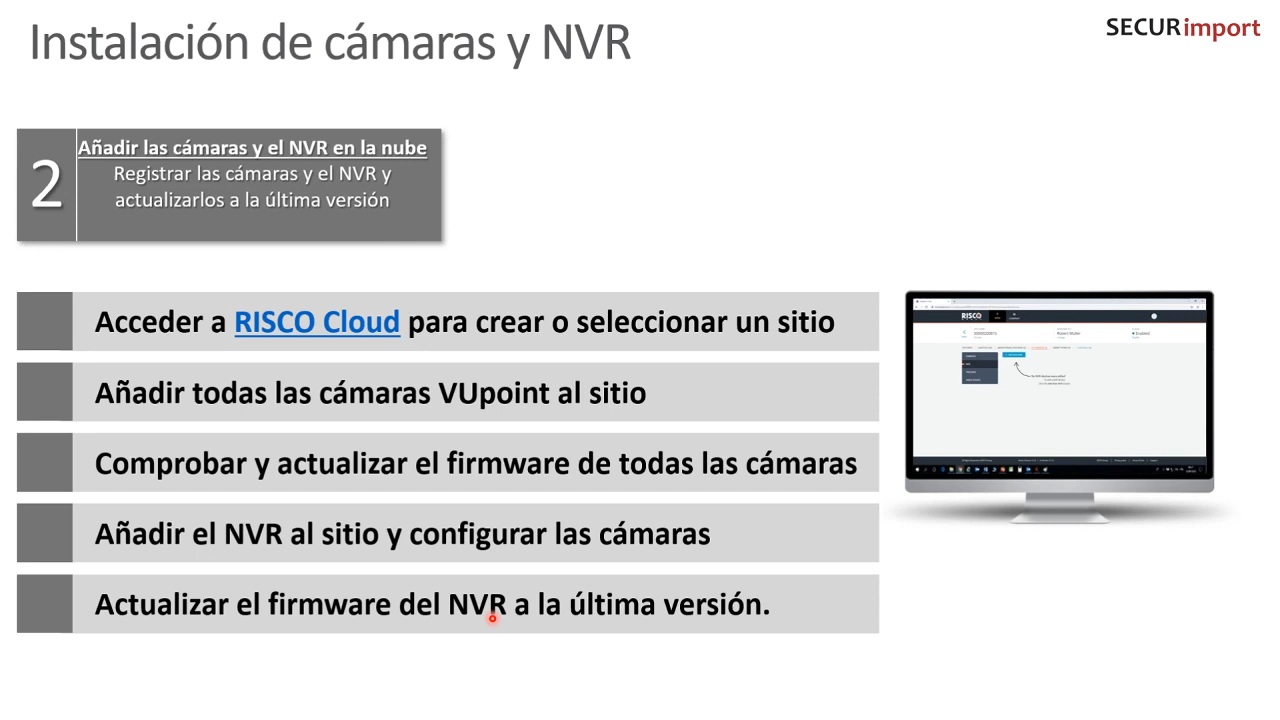 Instalación de cámaras y NVR
SECURimport
2
Añadir las cámaras y el NVR en la nube
Registrar las cámaras y el NVR y
actualizarlos a la última versión
Acceder a RISCO Cloud para crear o seleccionar un sitio
Añadir todas las cámaras VUpoint al sitio
Comprobar y actualizar el firmware de todas las cámaras
Añadir el NVR al sitio y configurar las cámaras
Actualizar el firmware del NVR a la última versión.
RISCO